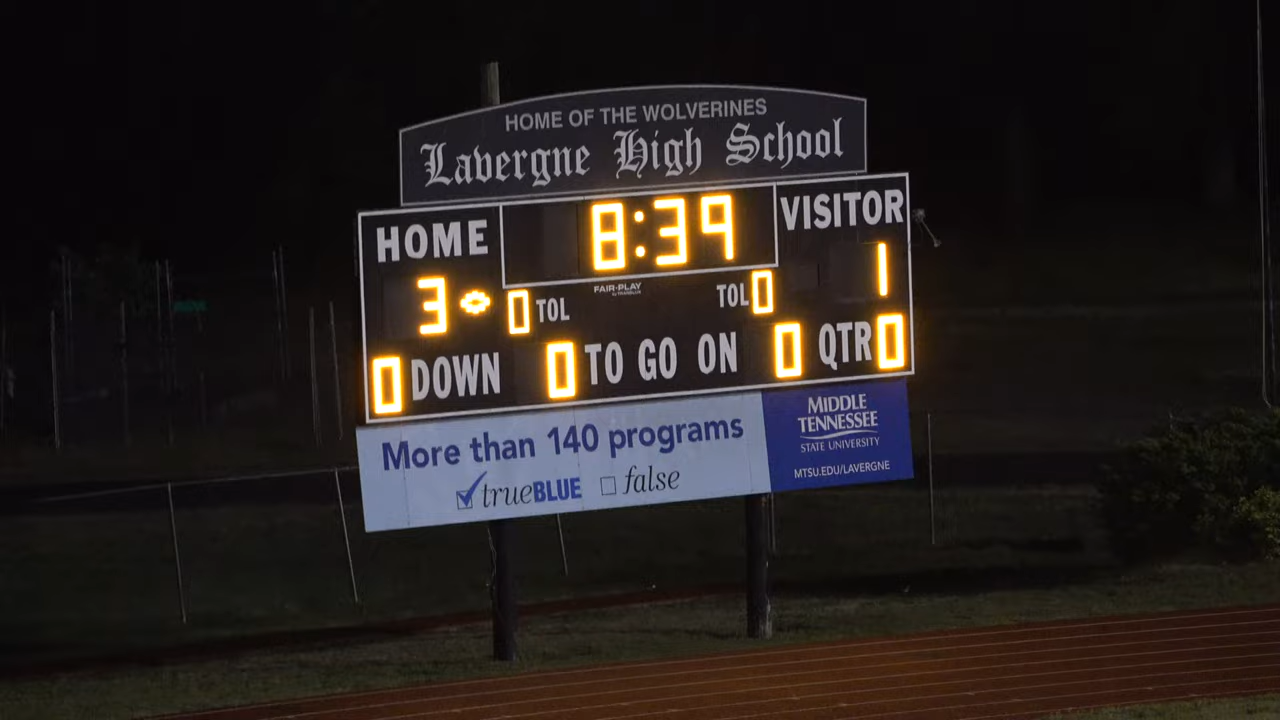 HOME OF THE WOLVERINES
Lavergne High School
HOME 8:39 VISITOR
3 0 TOL FAIR-PLAY TOL 0 1
0 DOWN 0 TO GO ON 0 QTR 0
More than 140 programs
trueBLUE false
MIDDLE
TENNESSEE
STATE UNIVERSITY
MTSU.EDU/LAVERGNE